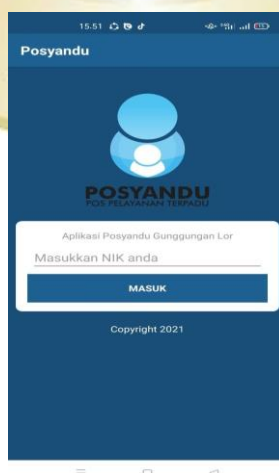 15.51
Posyandu
POSYANDU
POS PELAYANAN TERPADU
Aplikasi Posyandu Gunggungan Lor
Masukkan NIK anda
MASUK
Copyright 2021